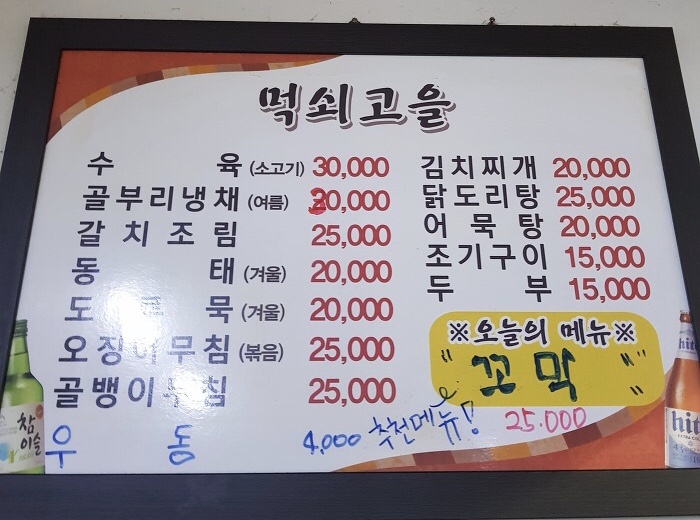 먹쇠고을
수 육 (소고기) 30,000
골부리냉채 (여름) 30,000
갈치조림 25,000
동 태 (겨울) 20,000
도 묵 (겨울) 20,000
오징어무침 (볶음) 25,000
골뱅이무침 25,000
우 동 4,000
김치찌개 20,000
닭도리탕 25,000
어묵탕 20,000
조기구이 15,000
두 부 15,000
※오늘의 메뉴※
" 꼬막 "
추천메뉴! 25.000
참이슬
hit